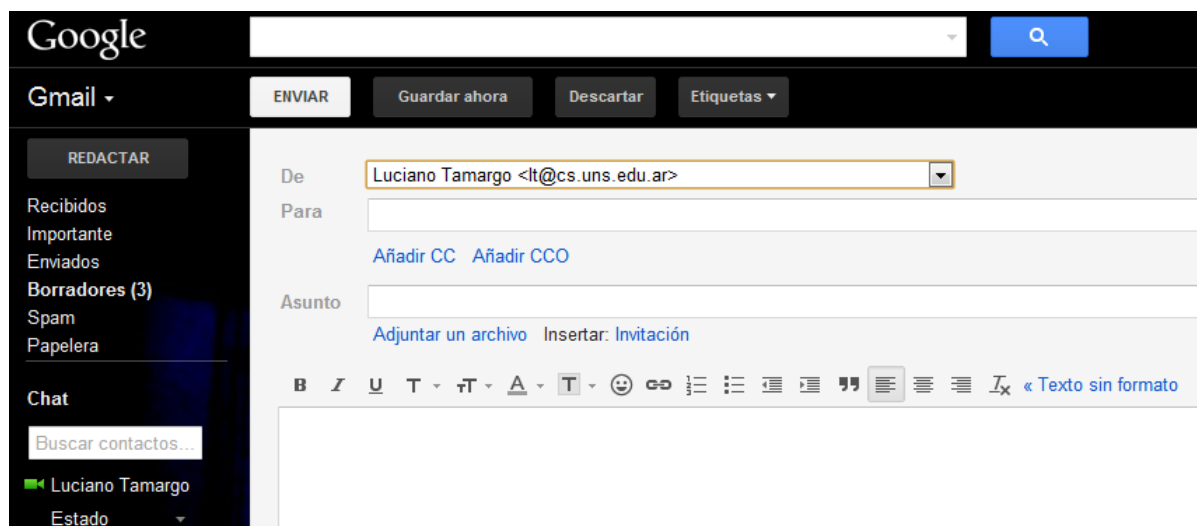 Google
Gmail
ENVIAR Guardar ahora Descartar Etiquetas
REDACTAR
Recibidos
Importante
Enviados
Borradores (3)
Spam
Papelera
Chat
Buscar contactos...
Luciano Tamargo
Estado
De Luciano Tamargo <lt@cs.uns.edu.ar>
Para
Añadir CC Añadir CCO
Asunto
Adjuntar un archivo Insertar: Invitación
B I U T TT A T Tx « Texto sin formato